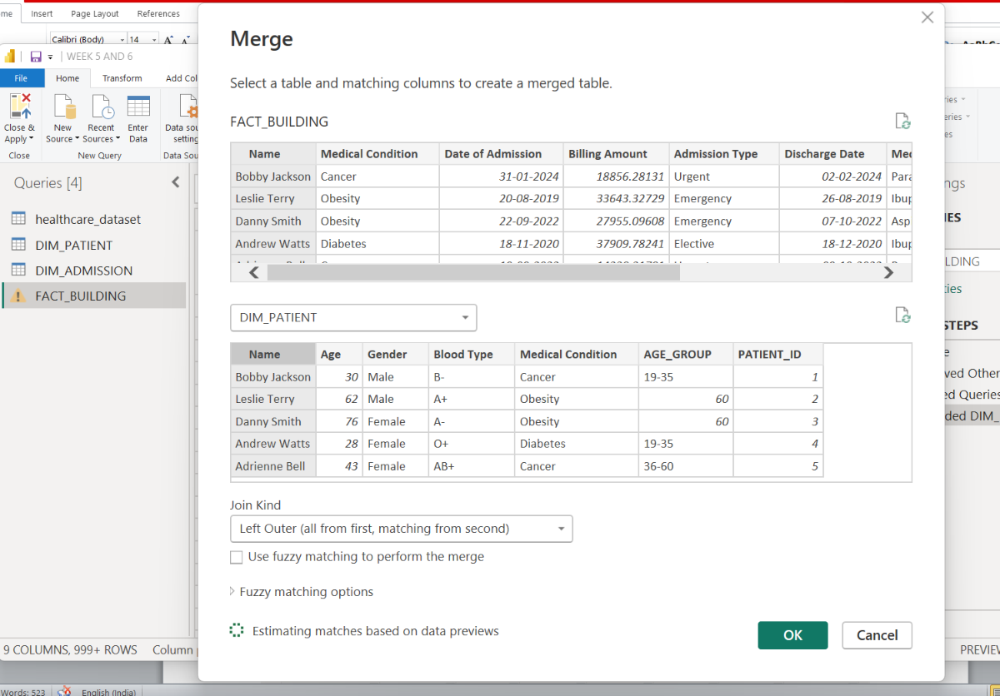 me Insert Page Layout References
Calibri (Body) 14 A A
WEEK 5 AND 6
File Home Transform Add Col
Close & Apply New Source Recent Sources Enter Data Data sou setting
Close New Query Data Sou
Queries [4]
healthcare_dataset
DIM_PATIENT
DIM_ADMISSION
FACT_BUILDING
9 COLUMNS, 999+ ROWS Column
Words: 523 English (India)
Merge
Select a table and matching columns to create a merged table.
FACT_BUILDING
Name Medical Condition Date of Admission Billing Amount Admission Type Discharge Date Med
Bobby Jackson Cancer 31-01-2024 18856.28131 Urgent 02-02-2024 Para
Leslie Terry Obesity 20-08-2019 33643.32729 Emergency 26-08-2019 Ibup
Danny Smith Obesity 22-09-2022 27955.09608 Emergency 07-10-2022 Asp
Andrew Watts Diabetes 18-11-2020 37909.78241 Elective 18-12-2020 Ibup
DIM_PATIENT
Name Age Gender Blood Type Medical Condition AGE_GROUP PATIENT_ID
Bobby Jackson 30 Male B- Cancer 19-35 1
Leslie Terry 62 Male A+ Obesity 60 2
Danny Smith 76 Female A- Obesity 60 3
Andrew Watts 28 Female O+ Diabetes 19-35 4
Adrienne Bell 43 Female AB+ Cancer 36-60 5
Join Kind
Left Outer (all from first, matching from second)
Use fuzzy matching to perform the merge
Fuzzy matching options
Estimating matches based on data previews
OK Cancel
ries
eries
es
ngs
IES
LDING
ties
STEPS
e
ved Other
ed Queries
ded DIM_
PREVIEW